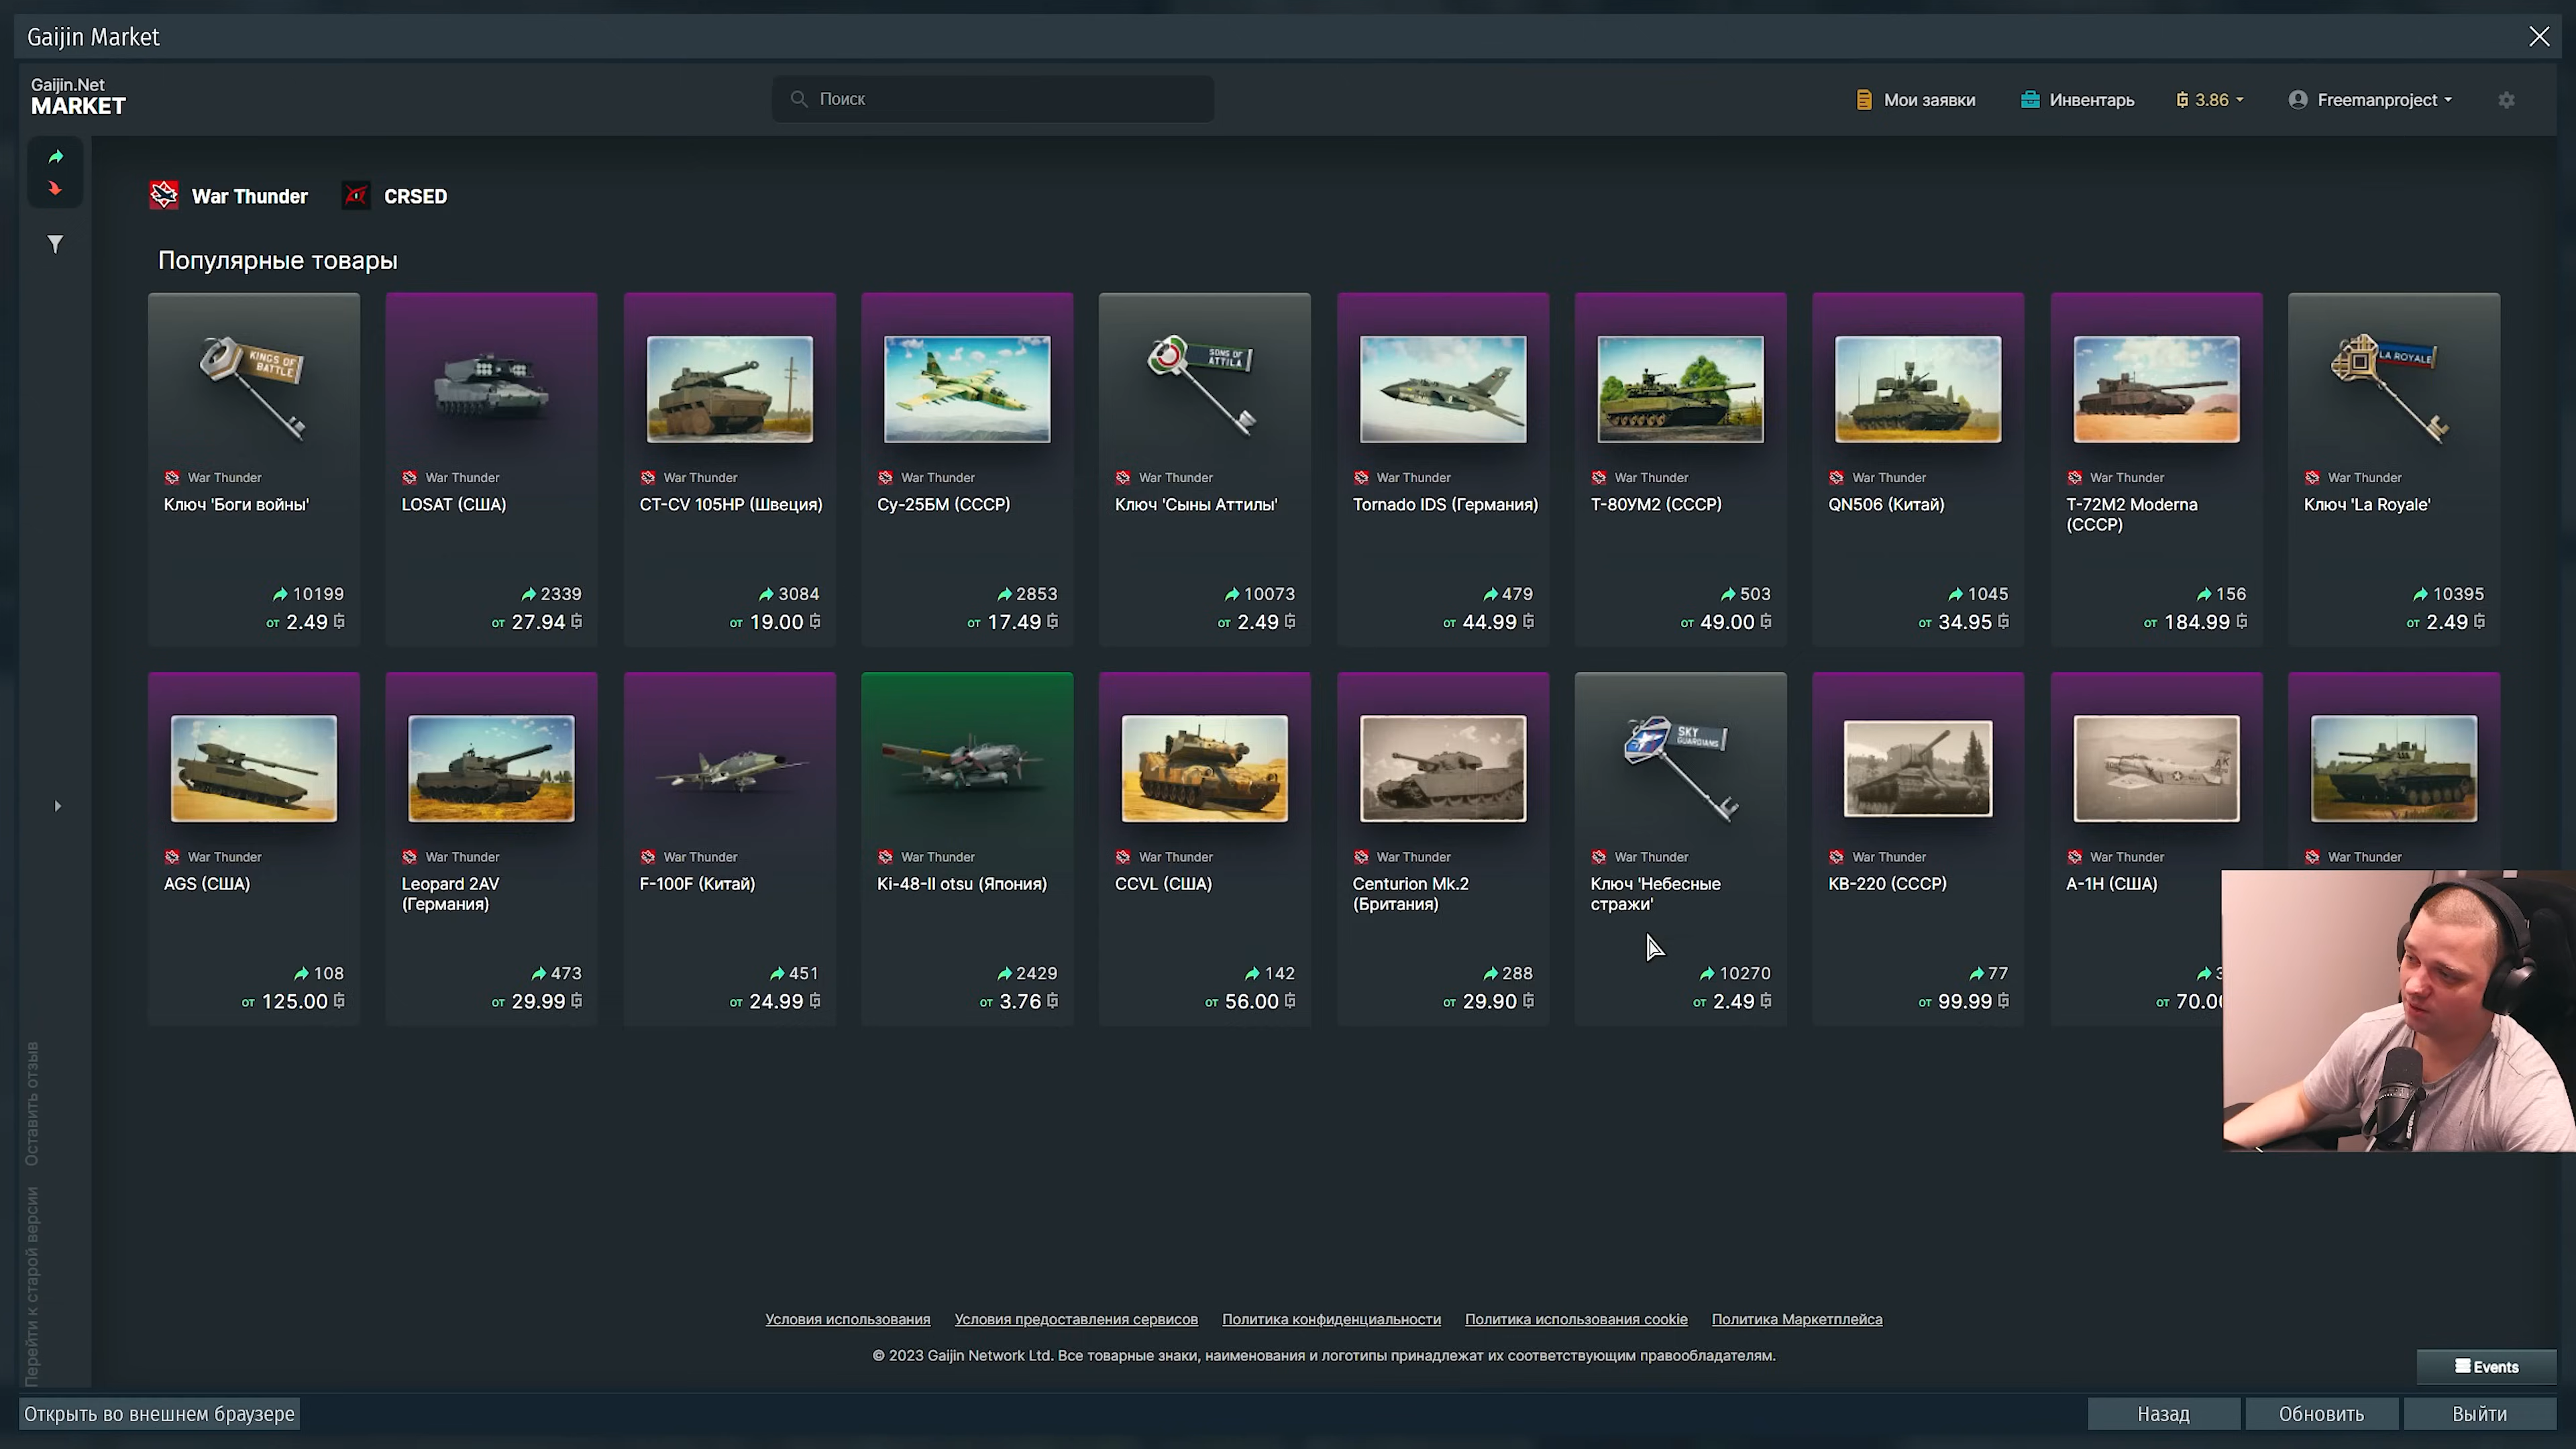 Gaijin Market
Gaijin.Net
MARKET
Поиск
Мои заявки
Инвентарь
3.86
Freemanproject
War Thunder
CRSED
Популярные товары
KINGS OF
BATTLE
War Thunder
Ключ 'Боги войны'
10199
от 2.49
War Thunder
LOSAT (США)
2339
от 27.94
War Thunder
CT-CV 105HP (Швеция)
3084
от 19.00
War Thunder
Су-25БМ (СССР)
2853
от 17.49
SONS OF
ATTILA
War Thunder
Ключ 'Сыны Аттилы'
10073
от 2.49
War Thunder
Tornado IDS (Германия)
479
от 44.99
War Thunder
Т-80УМ2 (СССР)
503
от 49.00
War Thunder
QN506 (Китай)
1045
от 34.95
War Thunder
Т-72М2 Moderna
(СССР)
156
от 184.99
LA ROYALE
War Thunder
Ключ 'La Royale'
10395
от 2.49
War Thunder
AGS (США)
108
от 125.00
War Thunder
Leopard 2AV
(Германия)
473
от 29.99
War Thunder
F-100F (Китай)
451
от 24.99
War Thunder
Ki-48-II otsu (Япония)
2429
от 3.76
War Thunder
CCVL (США)
142
от 56.00
War Thunder
Centurion Mk.2
(Британия)
288
от 29.90
SKY
GUARDIANS
War Thunder
Ключ 'Небесные
стражи'
10270
от 2.49
War Thunder
КВ-220 (СССР)
77
от 99.99
War Thunder
A-1H (США)
от
War Thunder
Оставить отзыв
Перейти к старой версии
Условия использования Условия предоставления сервисов Политика конфиденциальности Политика использования cookie Политика Маркетплейса
© 2023 Gaijin Network Ltd. Все товарные знаки, наименования и логотипы принадлежат их соответствующим правообладателям.
Events
Открыть во внешнем браузере
Назад
Обновить
Выйти